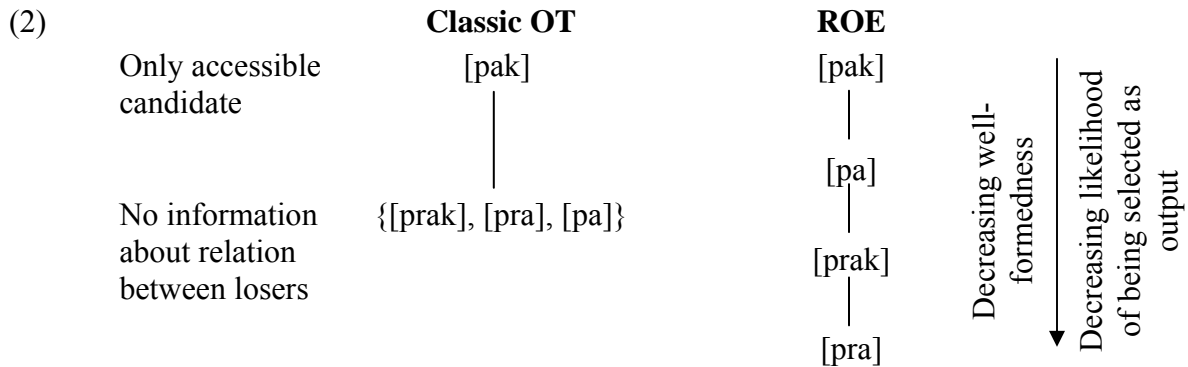 (2) Classic OT ROE
Only accessible [pak] [pak]
candidate
[pa]
No information {[prak], [pra], [pa]}
about relation [prak]
between losers
[pra]
Decreasing well-
formedness
Decreasing likelihood
of being selected as
output